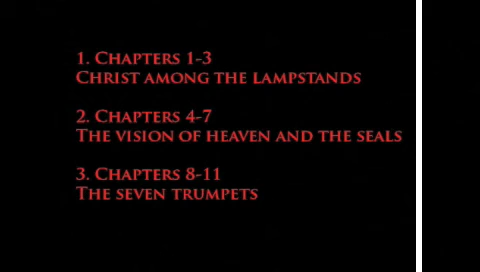 1. Chapters 1-3
Christ among the lampstands
2. Chapters 4-7
The vision of heaven and the seals
3. Chapters 8-11
The seven trumpets